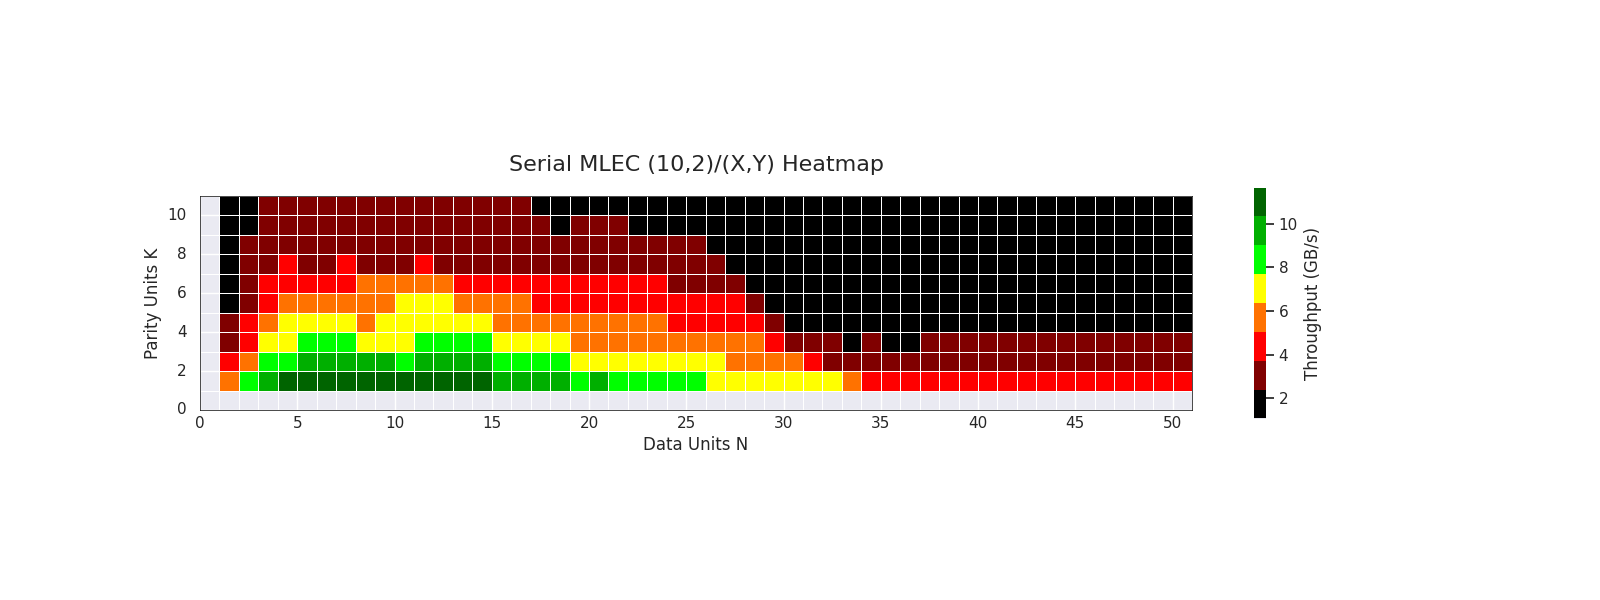 Serial MLEC (10,2)/(X,Y) Heatmap
10
8
6
4
2
0
Parity Units K
0 5 10 15 20 25 30 35 40 45 50
Data Units N
10
8
6
4
2
Throughput (GB/s)